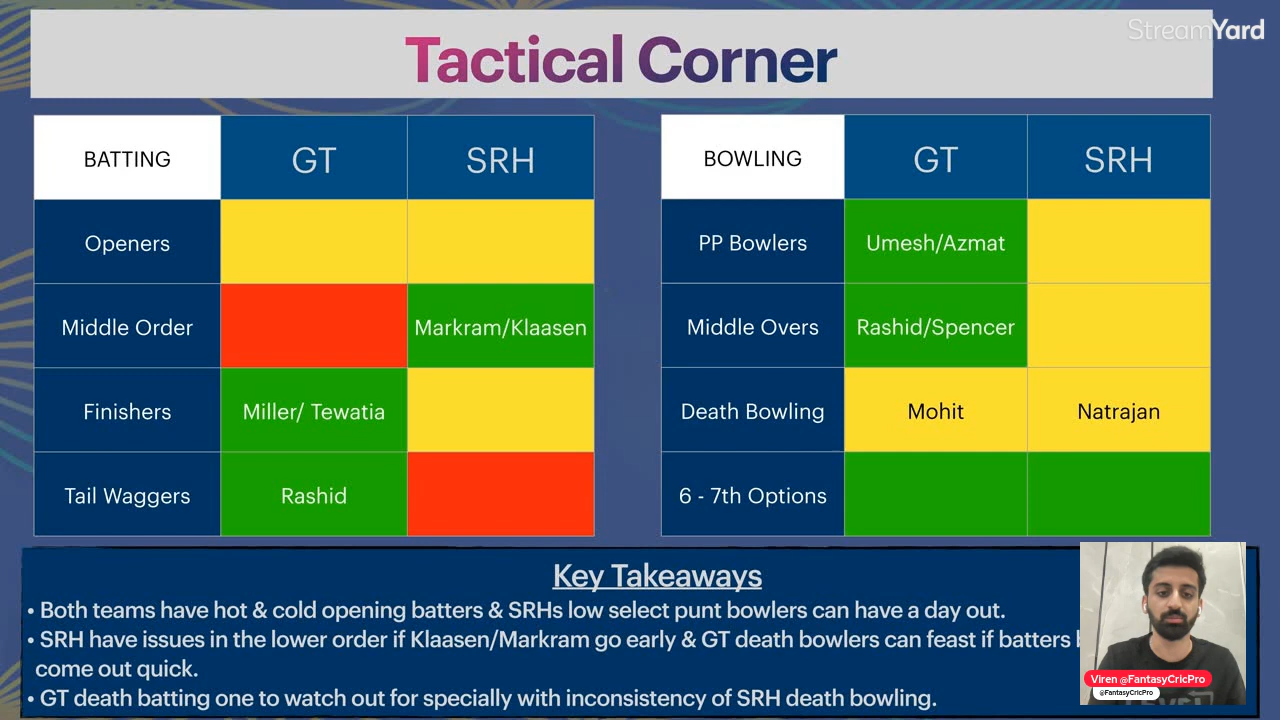 StreamYard
Tactical Corner
BATTING GT SRH
Openers
Middle Order Markram/Klaasen
Finishers Miller/ Tewatia
Tail Waggers Rashid
BOWLING GT SRH
PP Bowlers Umesh/Azmat
Middle Overs Rashid/Spencer
Death Bowling Mohit Natrajan
6 - 7th Options
Key Takeaways
• Both teams have hot & cold opening batters & SRHs low select punt bowlers can have a day out.
• SRH have issues in the lower order if Klaasen/Markram go early & GT death bowlers can feast if batters
come out quick.
• GT death batting one to watch out for specially with inconsistency of SRH death bowling.
Viren @FantasyCricPro
@FantasyCricPro